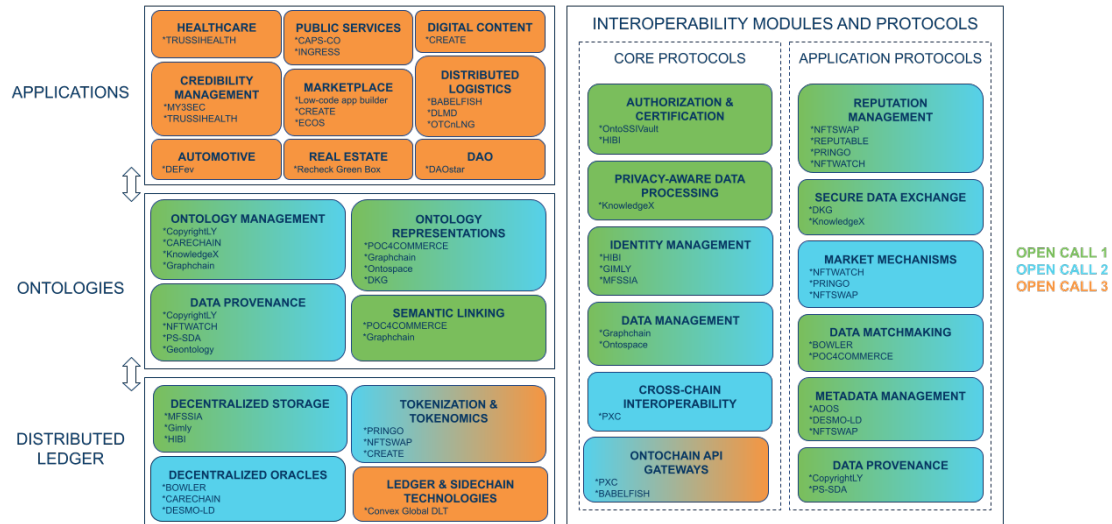 APPLICATIONS
HEALTHCARE
*TRUSSIHEALTH
PUBLIC SERVICES
*CAPS-CO
*INGRESS
DIGITAL CONTENT
*CREATE
CREDIBILITY
MANAGEMENT
*MY3SEC
*TRUSSIHEALTH
MARKETPLACE
*Low-code app builder
*CREATE
*ECOS
DISTRIBUTED
LOGISTICS
*BABELFISH
*DLMD
*OTCnLNG
AUTOMOTIVE
*DEFev
REAL ESTATE
*Recheck Green Box
DAO
*DAOstar
ONTOLOGIES
ONTOLOGY MANAGEMENT
*CopyrightLY
*CARECHAIN
*KnowledgeX
*Graphchain
ONTOLOGY
REPRESENTATIONS
*POC4COMMERCE
*Graphchain
*Ontospace
*DKG
DATA PROVENANCE
*CopyrightLY
*NFTWATCH
*PS-SDA
*Geontology
SEMANTIC LINKING
*POC4COMMERCE
*Graphchain
DISTRIBUTED
LEDGER
DECENTRALIZED STORAGE
*MFSSIA
*Gimly
*HIBI
TOKENIZATION &
TOKENOMICS
*PRINGO
*NFTSWAP
*CREATE
DECENTRALIZED ORACLES
*BOWLER
*CARECHAIN
*DESMO-LD
LEDGER & SIDECHAIN
TECHNOLOGIES
*Convex Global DLT
INTEROPERABILITY MODULES AND PROTOCOLS
CORE PROTOCOLS
AUTHORIZATION &
CERTIFICATION
*OntoSSIVault
*HIBI
PRIVACY-AWARE DATA
PROCESSING
*KnowledgeX
IDENTITY MANAGEMENT
*HIBI
*GIMLY
*MFSSIA
DATA MANAGEMENT
*Graphchain
*Ontospace
CROSS-CHAIN
INTEROPERABILITY
*PXC
ONTOCHAIN API
GATEWAYS
*PXC
*BABELFISH
APPLICATION PROTOCOLS
REPUTATION
MANAGEMENT
*NFTSWAP
*REPUTABLE
*PRINGO
*NFTWATCH
SECURE DATA EXCHANGE
*DKG
*KnowledgeX
MARKET MECHANISMS
*NFTWATCH
*PRINGO
*NFTSWAP
DATA MATCHMAKING
*BOWLER
*POC4COMMERCE
METADATA MANAGEMENT
*ADOS
*DESMO-LD
*NFTSWAP
DATA PROVENANCE
*CopyrightLY
*PS-SDA
OPEN CALL 1
OPEN CALL 2
OPEN CALL 3